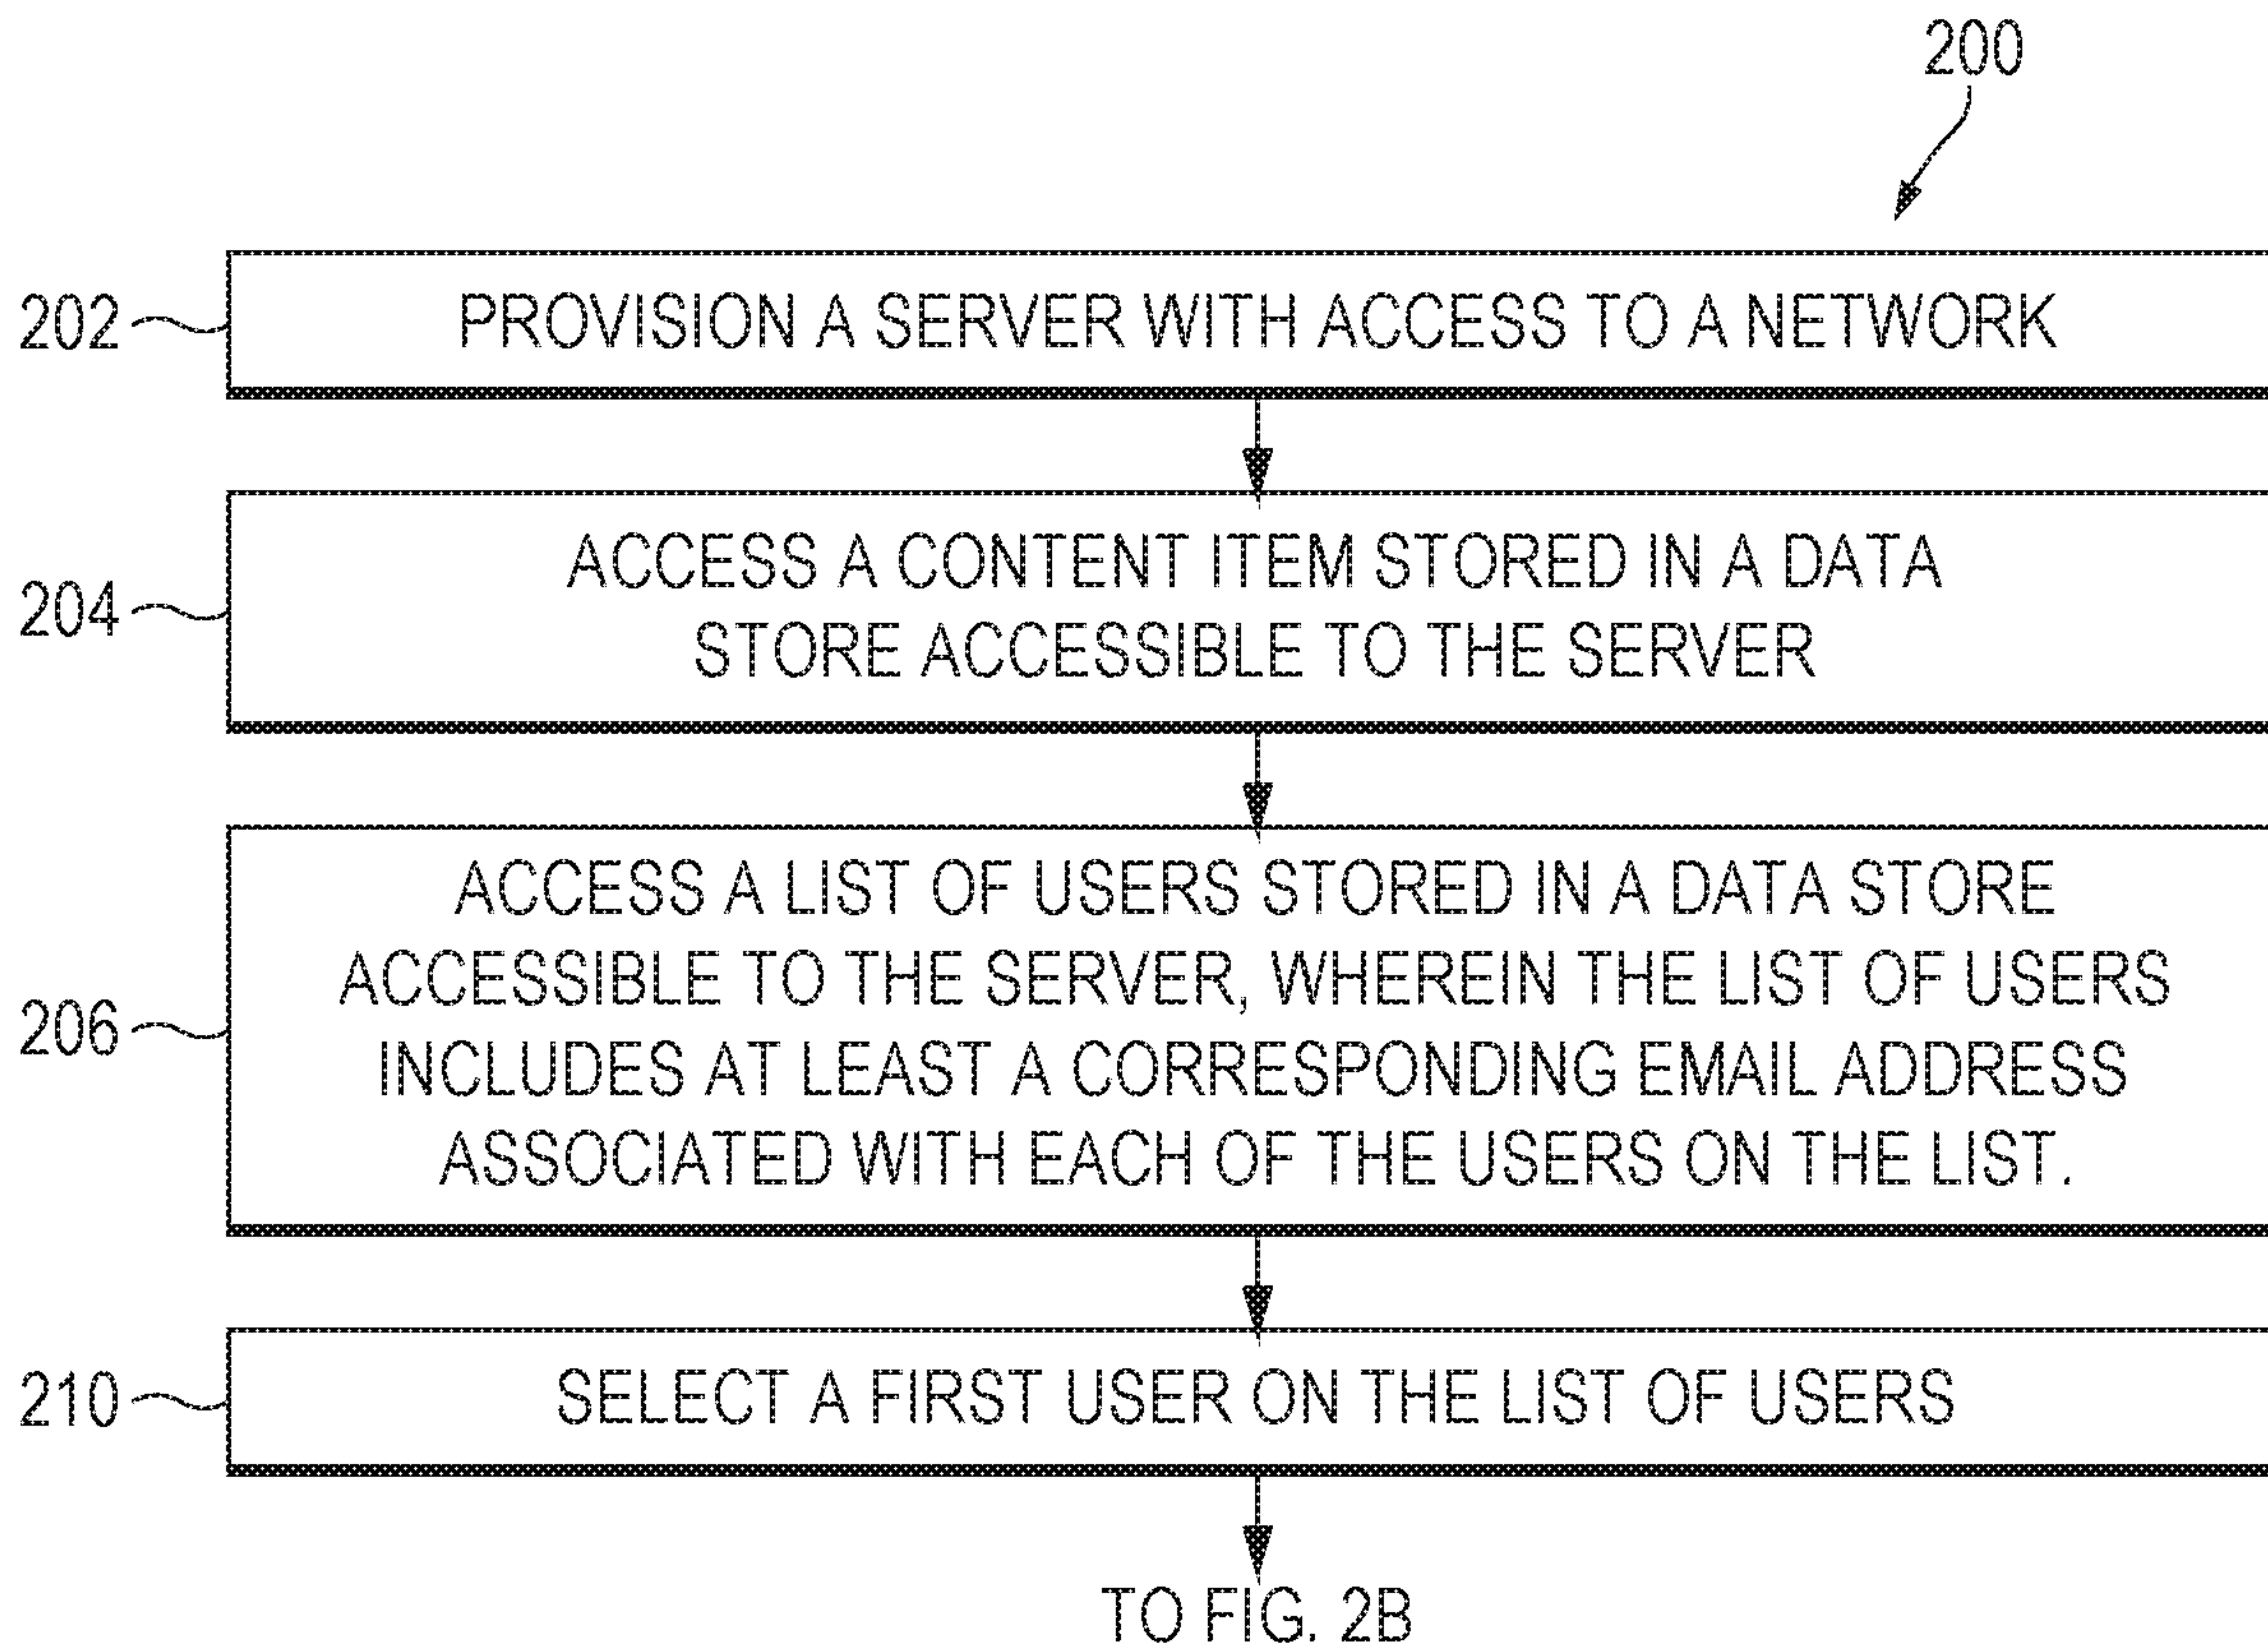 200
202
PROVISION A SERVER WITH ACCESS TO A NETWORK
204
ACCESS A CONTENT ITEM STORED IN A DATA
STORE ACCESSIBLE TO THE SERVER
206
ACCESS A LIST OF USERS STORED IN A DATA STORE
ACCESSIBLE TO THE SERVER, WHEREIN THE LIST OF USERS
INCLUDES AT LEAST A CORRESPONDING EMAIL ADDRESS
ASSOCIATED WITH EACH OF THE USERS ON THE LIST.
210
SELECT A FIRST USER ON THE LIST OF USERS
TO FIG. 2B